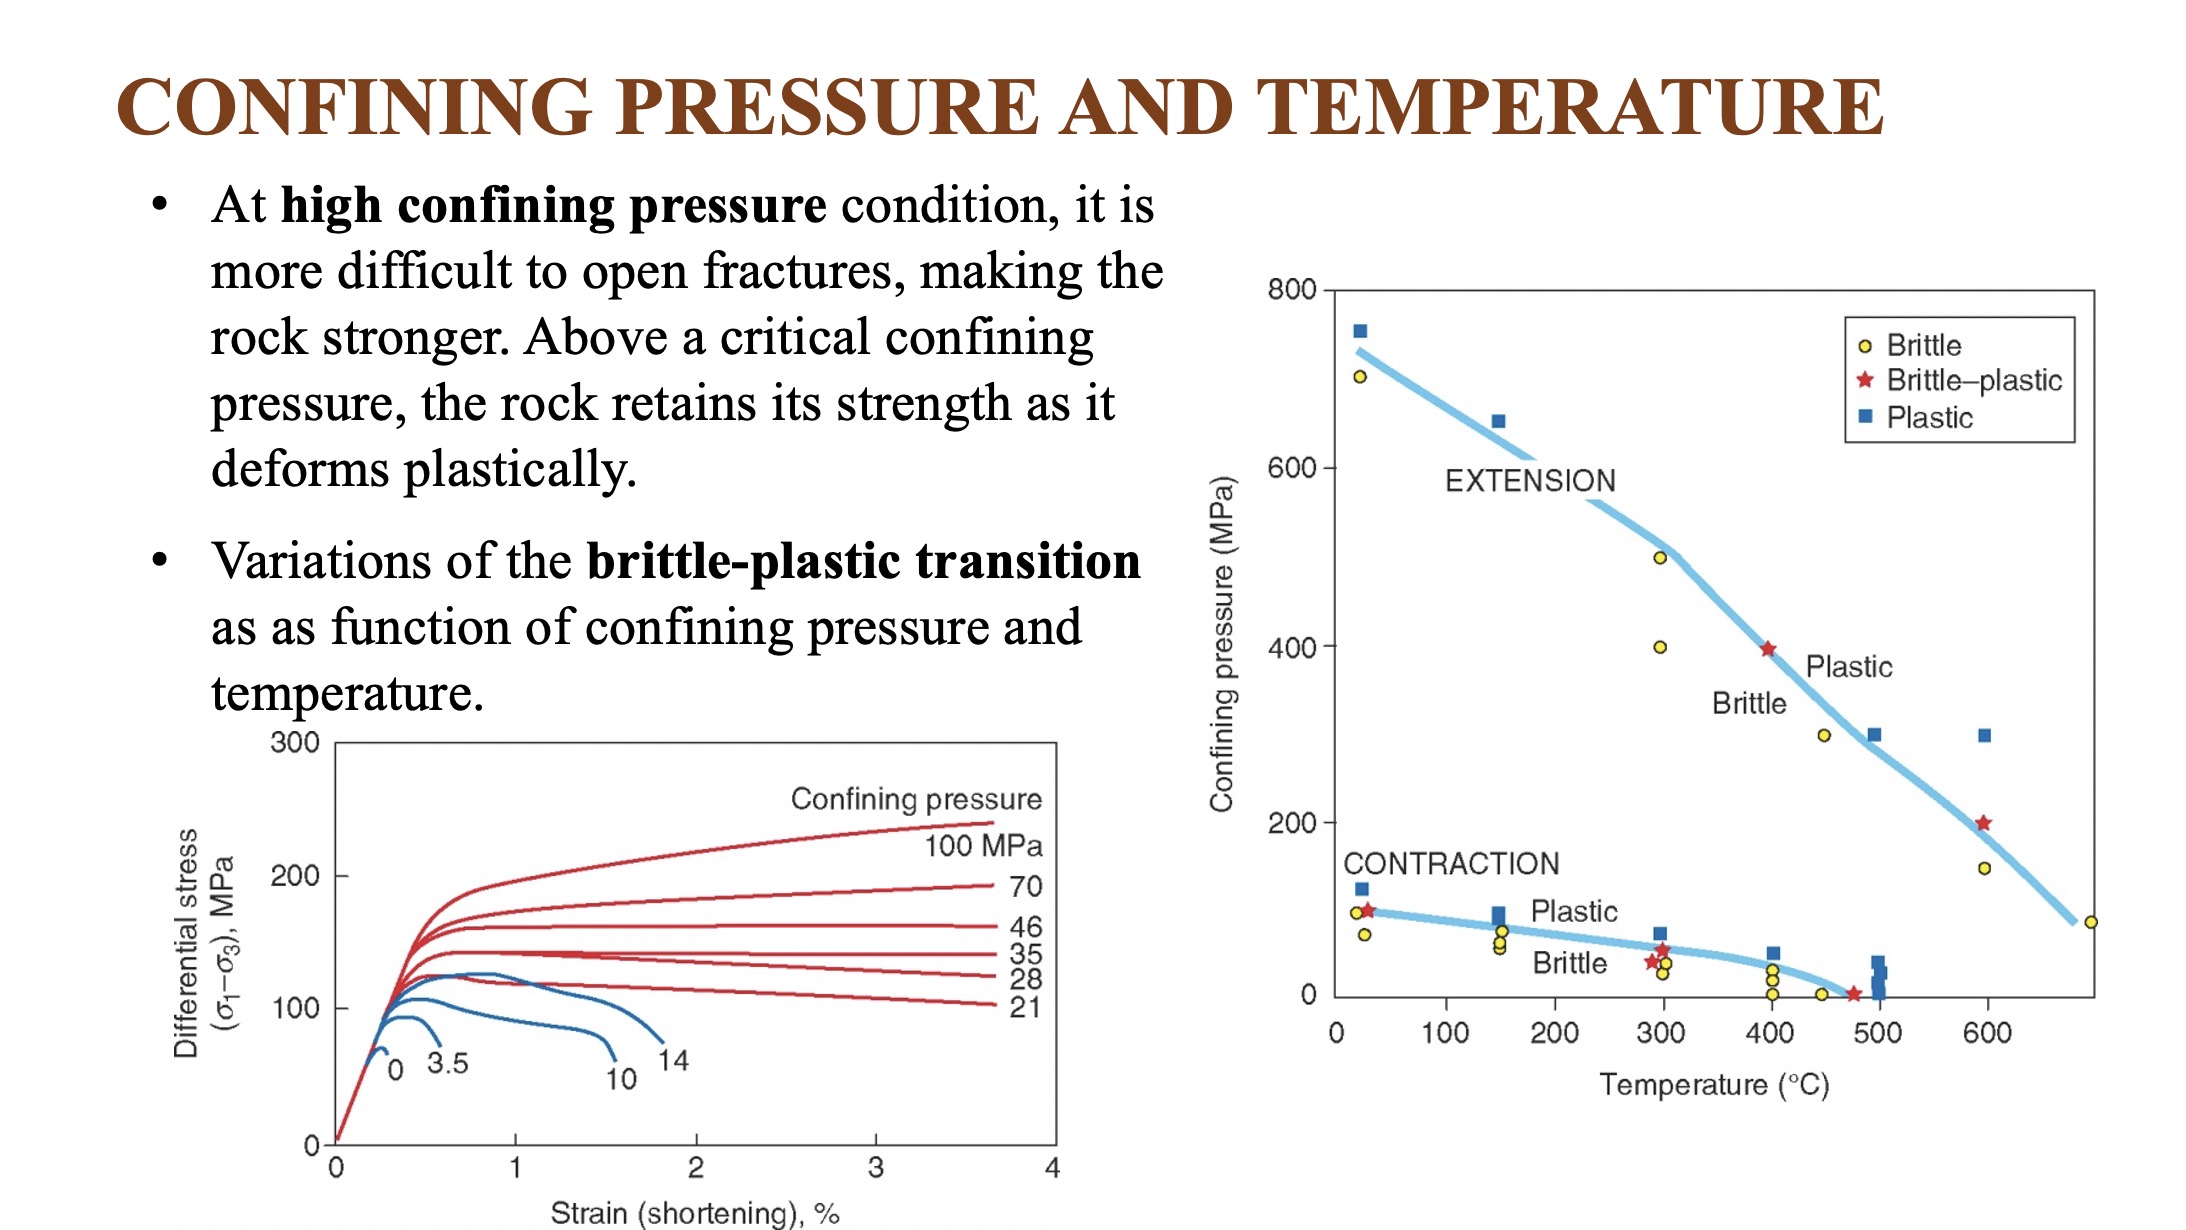 CONFINING PRESSURE AND TEMPERATURE
• At high confining pressure condition, it is
more difficult to open fractures, making the
rock stronger. Above a critical confining
pressure, the rock retains its strength as it
deforms plastically.
• Variations of the brittle-plastic transition
as as function of confining pressure and
temperature.
300
200
100
0
Differential stress
(σ1–σ3), MPa
Confining pressure
100 MPa
70
46
35
28
21
14
10
3.5
0
0 1 2 3 4
Strain (shortening), %
800
600
400
200
0
Confining pressure (MPa)
Brittle
Brittle–plastic
Plastic
EXTENSION
Plastic
Brittle
CONTRACTION
Plastic
Brittle
0 100 200 300 400 500 600
Temperature (°C)